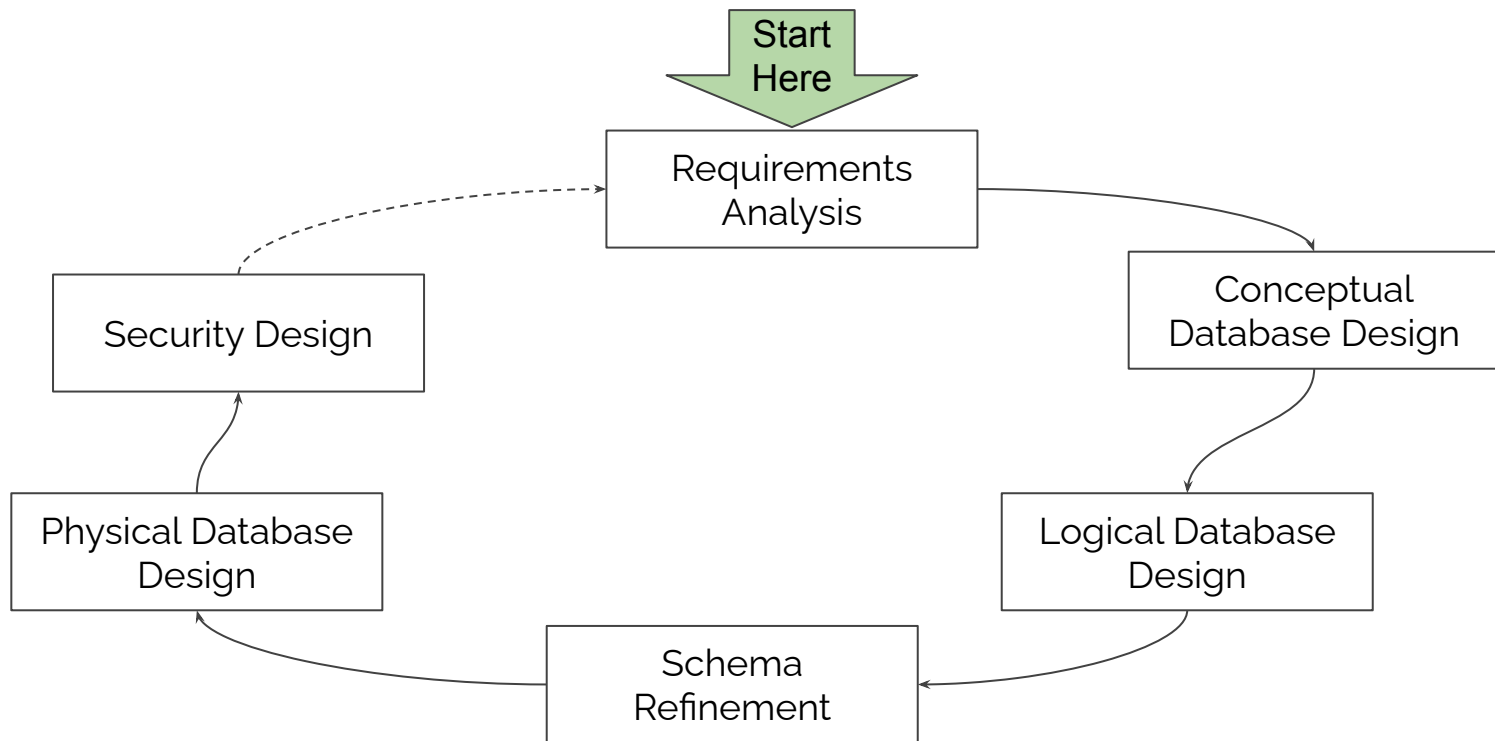 Start
Here
Requirements
Analysis
Conceptual
Database Design
Logical Database
Design
Schema
Refinement
Physical Database
Design
Security Design